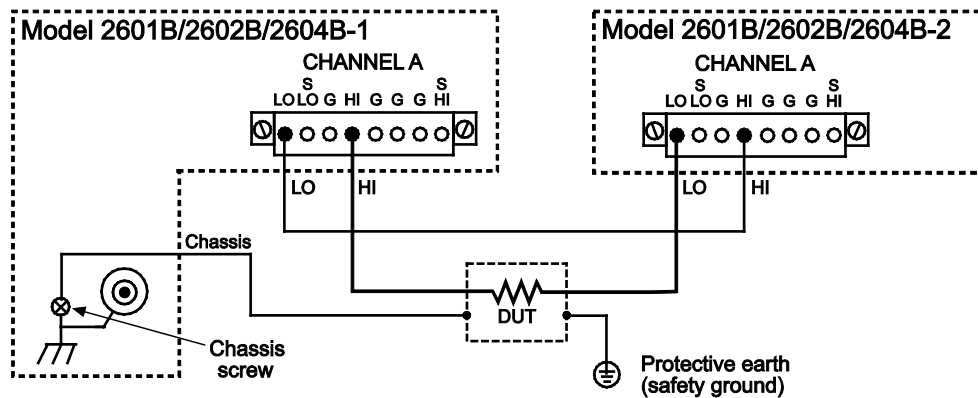 Model 2601B/2602B/2604B-1
CHANNEL A
S S
LO LO G HI G G G HI
LO HI
Model 2601B/2602B/2604B-2
CHANNEL A
S S
LO LO G HI G G G HI
LO HI
Chassis
DUT
Chassis
screw
Protective earth
(safety ground)